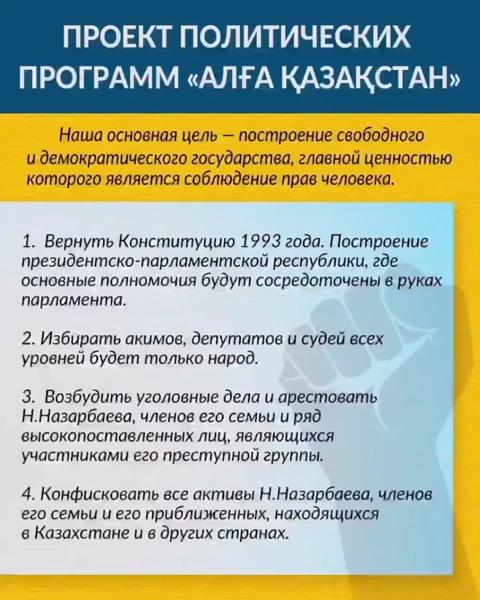 ПРОЕКТ ПОЛИТИЧЕСКИХ
ПРОГРАММ «АЛҒА ҚАЗАҚСТАН»
Наша основная цель — построение свободного
и демократического государства, главной ценностью
которого является соблюдение прав человека.
1. Вернуть Конституцию 1993 года. Построение
президентско-парламентской республики, где
основные полномочия будут сосредоточены в руках
парламента.
2. Избирать акимов, депутатов и судей всех
уровней будет только народ.
3. Возбудить уголовные дела и арестовать
Н.Назарбаева, членов его семьи и ряд
высокопоставленных лиц, являющихся
участниками его преступной группы.
4. Конфисковать все активы Н.Назарбаева, членов
его семьи и его приближенных, находящихся
в Казахстане и в других странах.